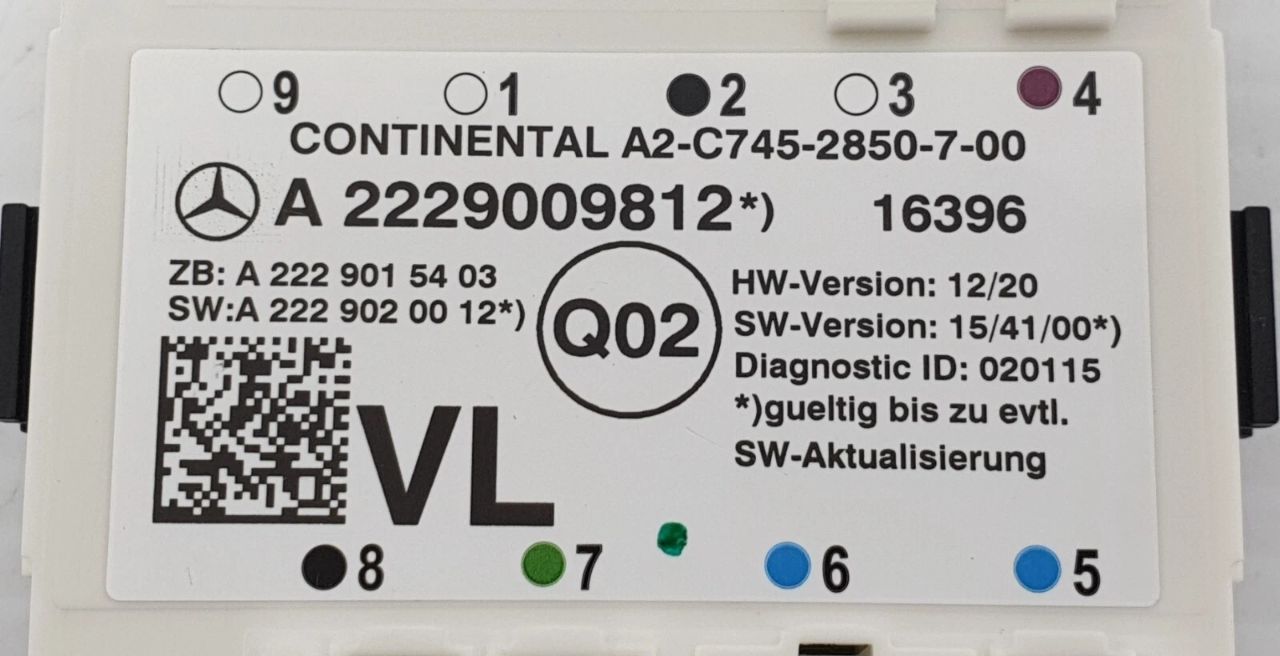 9 1 2 3 4
CONTINENTAL A2-C745-2850-7-00
A 2229009812*) 16396
ZB: A 222 901 54 03
SW:A 222 902 00 12*)
Q02
HW-Version: 12/20
SW-Version: 15/41/00*)
Diagnostic ID: 020115
*)gueltig bis zu evtl.
SW-Aktualisierung
VL
8 7 6 5